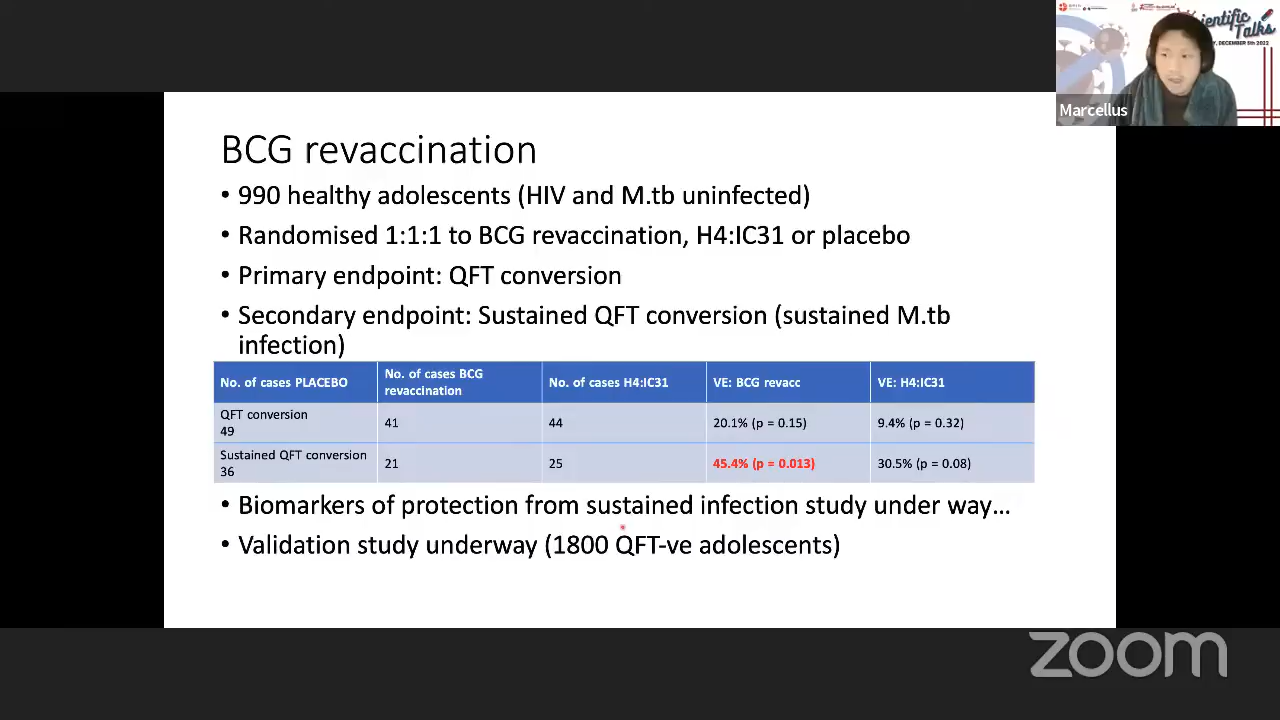 ientific
Talks
Y, DECEMBER 5th 2022
Marcellus
BCG revaccination
• 990 healthy adolescents (HIV and M.tb uninfected)
• Randomised 1:1:1 to BCG revaccination, H4:IC31 or placebo
• Primary endpoint: QFT conversion
• Secondary endpoint: Sustained QFT conversion (sustained M.tb
infection)
No. of cases PLACEBO
No. of cases BCG
revaccination
No. of cases H4:IC31
VE: BCG revacc
VE: H4:IC31
QFT conversion
49
41
44
20.1% (p = 0.15)
9.4% (p = 0.32)
Sustained QFT conversion
36
21
25
45.4% (p = 0.013)
30.5% (p = 0.08)
• Biomarkers of protection from sustained infection study under way...
• Validation study underway (1800 QFT-ve adolescents)
zoom